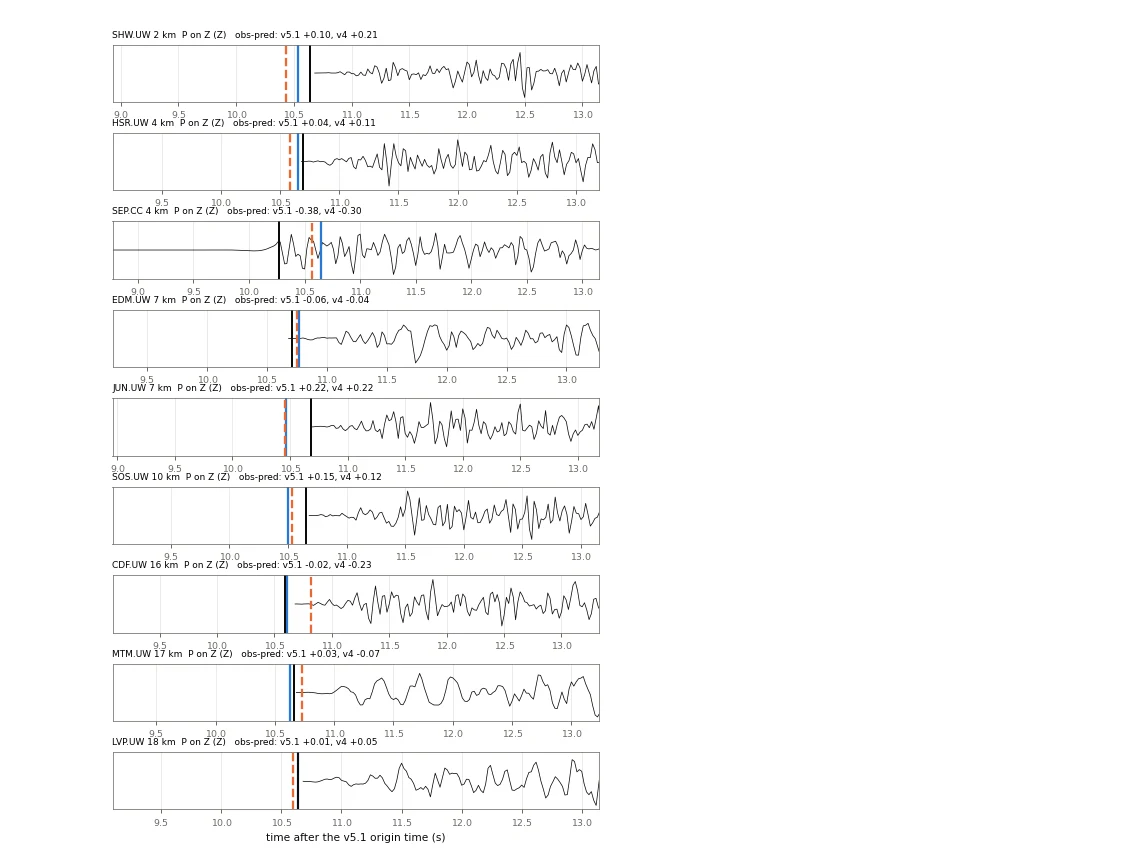 SHW.UW 2 km P on Z (Z) obs-pred: v5.1 +0.10, v4 +0.21
9.0 9.5 10.0 10.5 11.0 11.5 12.0 12.5 13.0
HSR.UW 4 km P on Z (Z) obs-pred: v5.1 +0.04, v4 +0.11
9.5 10.0 10.5 11.0 11.5 12.0 12.5 13.0
SEP.CC 4 km P on Z (Z) obs-pred: v5.1 -0.38, v4 -0.30
9.0 9.5 10.0 10.5 11.0 11.5 12.0 12.5 13.0
EDM.UW 7 km P on Z (Z) obs-pred: v5.1 -0.06, v4 -0.04
9.5 10.0 10.5 11.0 11.5 12.0 12.5 13.0
JUN.UW 7 km P on Z (Z) obs-pred: v5.1 +0.22, v4 +0.22
9.0 9.5 10.0 10.5 11.0 11.5 12.0 12.5 13.0
SOS.UW 10 km P on Z (Z) obs-pred: v5.1 +0.15, v4 +0.12
9.5 10.0 10.5 11.0 11.5 12.0 12.5 13.0
CDF.UW 16 km P on Z (Z) obs-pred: v5.1 -0.02, v4 -0.23
9.5 10.0 10.5 11.0 11.5 12.0 12.5 13.0
MTM.UW 17 km P on Z (Z) obs-pred: v5.1 +0.03, v4 -0.07
9.5 10.0 10.5 11.0 11.5 12.0 12.5 13.0
LVP.UW 18 km P on Z (Z) obs-pred: v5.1 +0.01, v4 +0.05
9.5 10.0 10.5 11.0 11.5 12.0 12.5 13.0
time after the v5.1 origin time (s)